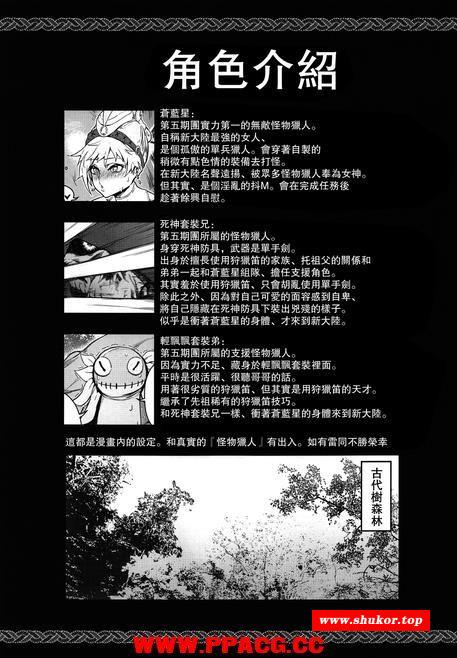 角色介紹
蒼藍星：
第五期團實力第一的無敵怪物獵人。
自稱新大陸最強的女人、
是個孤傲的單兵獵人。會穿著自製的
稍微有點色情的裝備去打怪。
在新大陸名聲遠揚、被眾多怪物獵人奉為女神。
但其實、是個淫亂的抖M。會在完成任務後
趁著餘興自慰。
死神套裝兄：
第五期團所屬的怪物獵人。
身穿死神防具，武器是單手劍。
出身於擅長使用狩獵笛的家族、托祖父的關係和
弟弟一起和蒼藍星組隊、擔任支援角色。
其實羞於使用狩獵笛、只會胡亂使用單手劍。
除此之外、因為對自己可愛的面容感到自卑、
將自己隱藏在死神防具下裝出兇殘的樣子。
似乎是衝著蒼藍星的身體、才來到新大陸。
輕飄飄套裝弟：
第五期團所屬的支援怪物獵人。
因為實力不足、藏身於輕飄飄套裝裡面。
平時是很活躍、很聽哥哥的話。
用著很劣質的狩獵笛、但其實是用狩獵笛的天才。
繼承了先祖稀有的狩獵笛技巧。
和死神套裝兄一樣、衝著蒼藍星的身體來到新大陸。
這都是漫畫内的設定。和真實的『怪物獵人』有出入。如有雷同不勝榮幸
古代樹森林
www.shukor.top
WWW.PPACG.CC